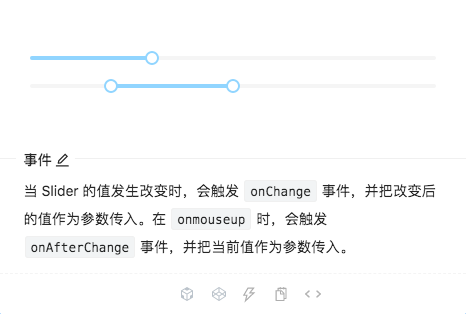 事件
当 Slider 的值发生改变时，会触发 onChange 事件，并把改变后
的值作为参数传入。在 onmouseup 时，会触发
onAfterChange 事件，并把当前值作为参数传入。